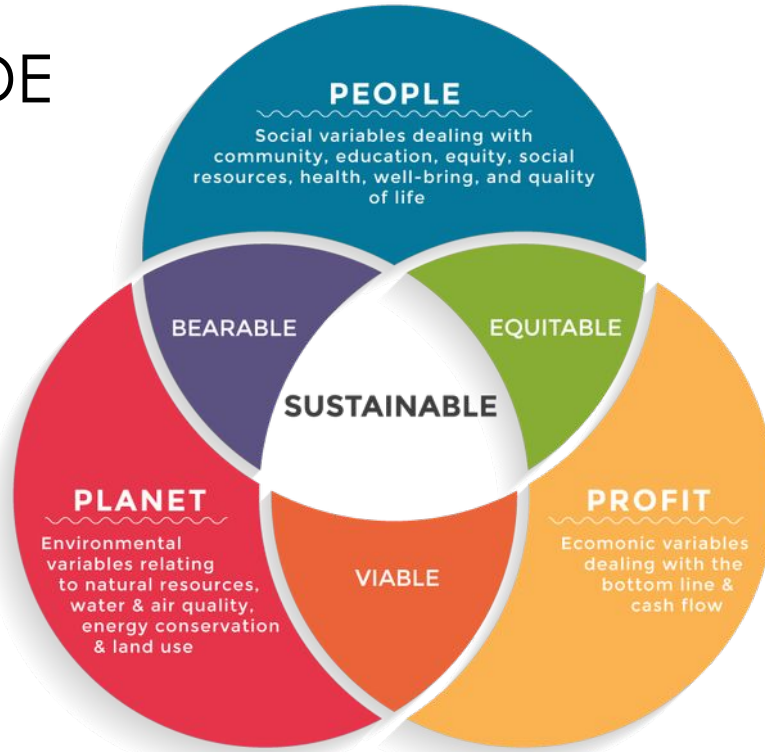 DE
PEOPLE
Social variables dealing with
community, education, equity, social
resources, health, well-bring, and quality
of life
BEARABLE
EQUITABLE
SUSTAINABLE
PLANET
Environmental
variables relating
to natural resources,
water & air quality,
energy conservation
& land use
VIABLE
PROFIT
Ecomonic variables
dealing with the
bottom line &
cash flow